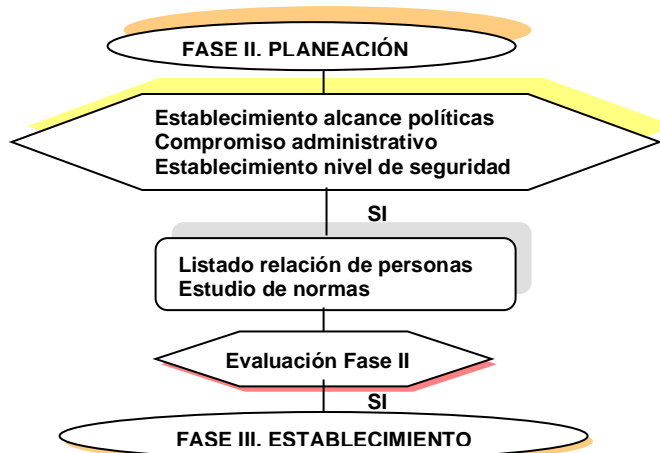 FASE II. PLANEACIÓN
Establecimiento alcance políticas
Compromiso administrativo
Establecimiento nivel de seguridad
SI
Listado relación de personas
Estudio de normas
Evaluación Fase II
SI
FASE III. ESTABLECIMIENTO